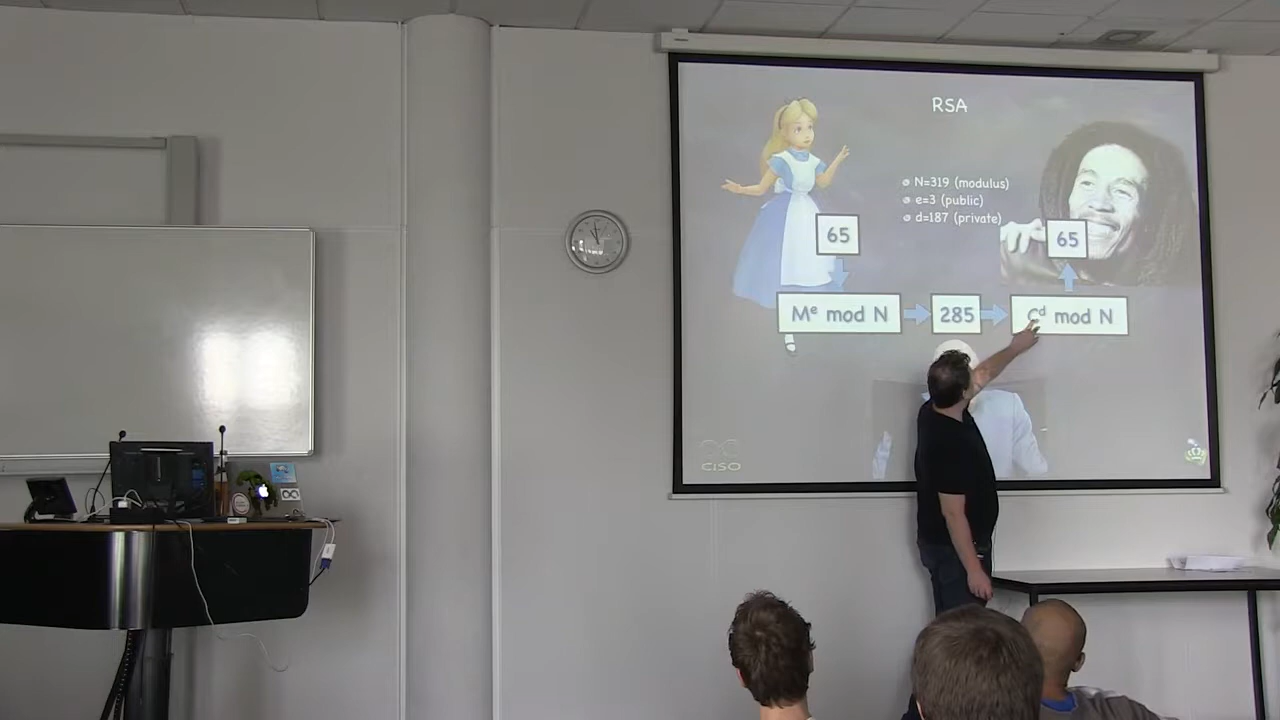 RSA
N=319 (modulus)
e=3 (public)
d=187 (private)
65
65
Mᵉ mod N
285
Cᵈ mod N
CISO